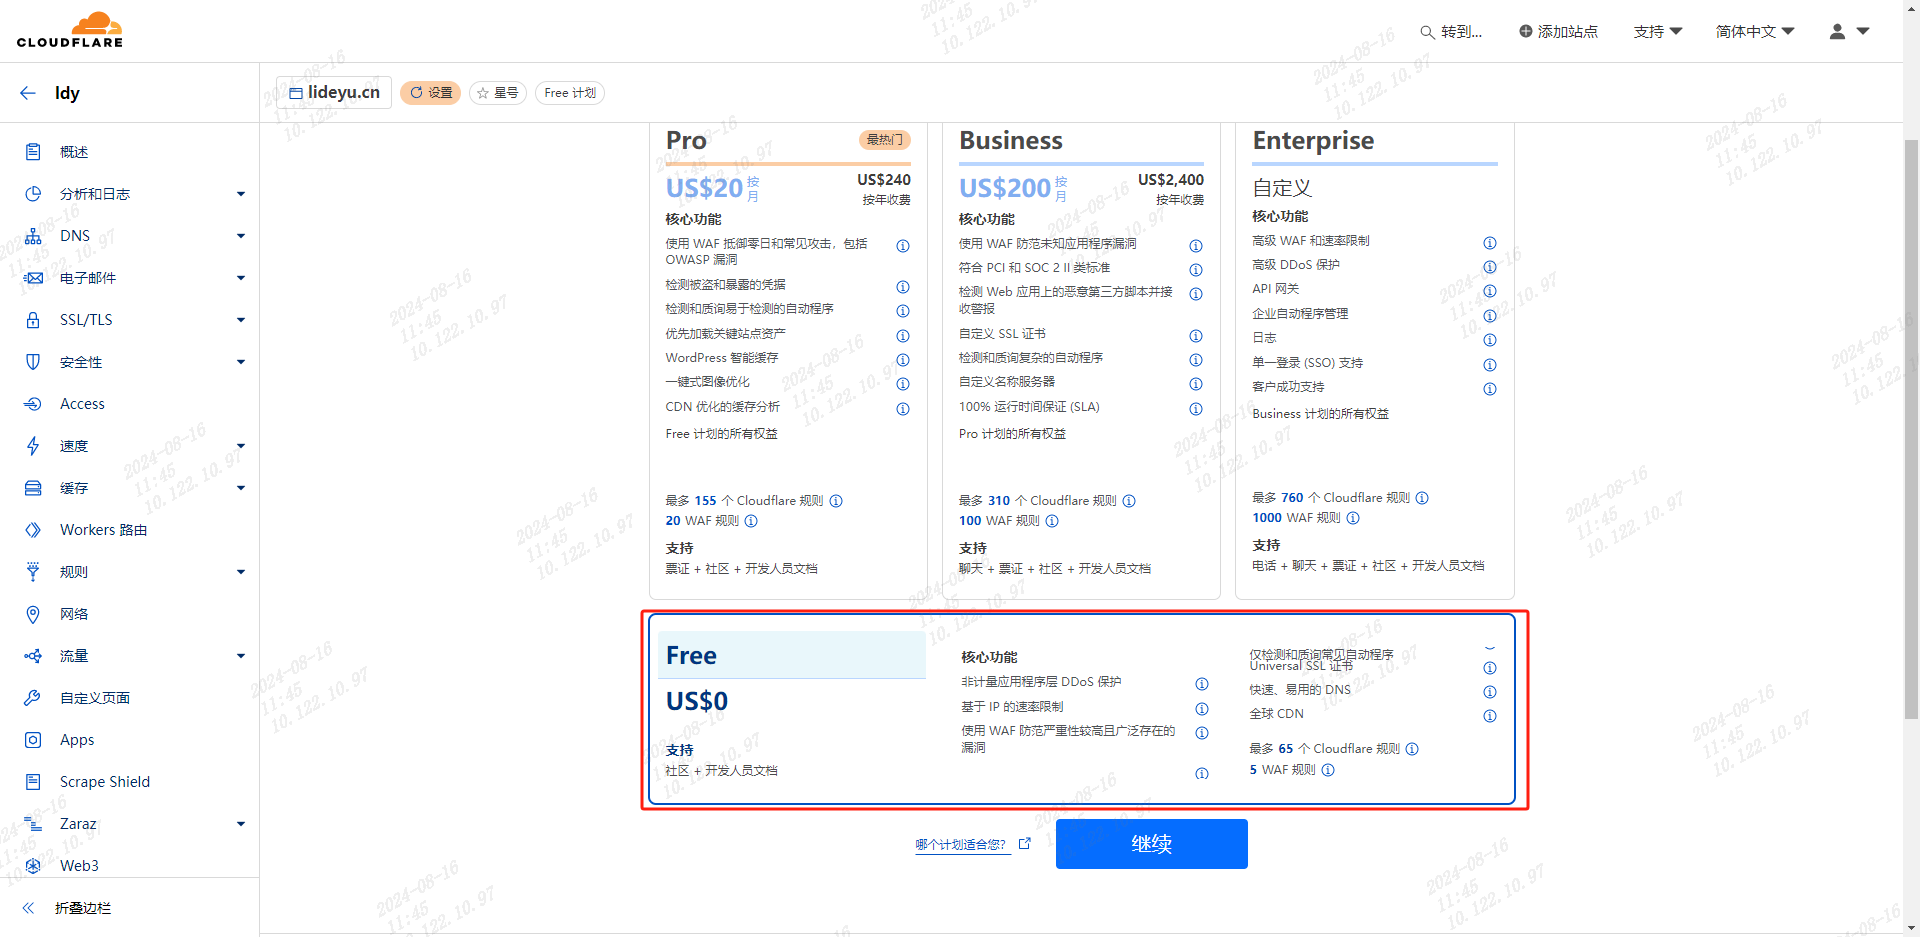 CLOUDFLARE
转到...
添加站点
支持
简体中文
ldy
lideyu.cn
设置
星号
Free 计划
概述
分析和日志
DNS
电子邮件
SSL/TLS
安全性
Access
速度
缓存
Workers 路由
规则
网络
流量
自定义页面
Apps
Scrape Shield
Zaraz
Web3
折叠边栏
Pro
最热门
US$20 按月
US$240
按年收费
核心功能
使用 WAF 抵御零日和常见攻击，包括
OWASP 漏洞
检测被盗和暴露的凭据
检测和质询易于检测的自动程序
优先加载关键站点资产
WordPress 智能缓存
一键式图像优化
CDN 优化的缓存分析
Free 计划的所有权益
最多 155 个 Cloudflare 规则
20 WAF 规则
支持
票证 + 社区 + 开发人员文档
Business
US$200 按月
US$2,400
按年收费
核心功能
使用 WAF 防范未知应用程序漏洞
符合 PCI 和 SOC 2 II 类标准
检测 Web 应用上的恶意第三方脚本并接
收警报
自定义 SSL 证书
检测和质询复杂的自动程序
自定义名称服务器
100% 运行时间保证 (SLA)
Pro 计划的所有权益
最多 310 个 Cloudflare 规则
100 WAF 规则
支持
聊天 + 票证 + 社区 + 开发人员文档
Enterprise
自定义
核心功能
高级 WAF 和速率限制
高级 DDoS 保护
API 网关
企业自动程序管理
日志
单一登录 (SSO) 支持
客户成功支持
Business 计划的所有权益
最多 760 个 Cloudflare 规则
1000 WAF 规则
支持
电话 + 聊天 + 票证 + 社区 + 开发人员文档
Free
US$0
支持
社区 + 开发人员文档
核心功能
非计量应用程序层 DDoS 保护
基于 IP 的速率限制
使用 WAF 防范严重性较高且广泛存在的
漏洞
仅检测和质询常见自动程序
Universal SSL 证书
快速、易用的 DNS
全球 CDN
最多 65 个 Cloudflare 规则
5 WAF 规则
哪个计划适合您?
继续
2024-08-16
11:45
10.122.10.97